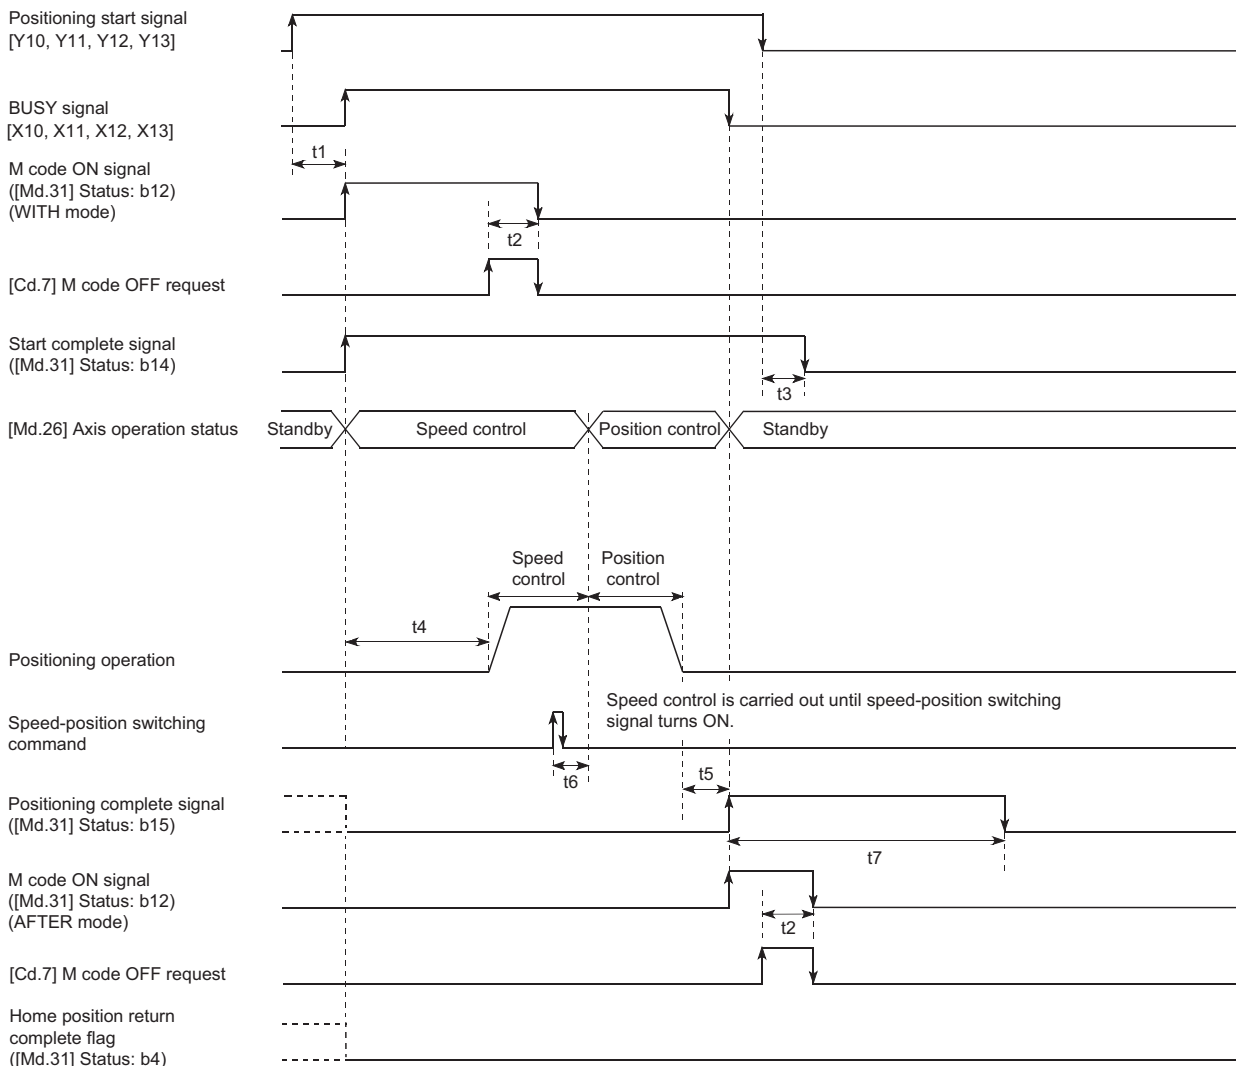 Positioning start signal
[Y10, Y11, Y12, Y13]
BUSY signal
[X10, X11, X12, X13]
t1
M code ON signal
([Md.31] Status: b12)
(WITH mode)
t2
[Cd.7] M code OFF request
Start complete signal
([Md.31] Status: b14)
t3
[Md.26] Axis operation status
Standby
Speed control
Position control
Standby
Speed
control
Position
control
t4
Positioning operation
Speed control is carried out until speed-position switching
signal turns ON.
Speed-position switching
command
t6
t5
Positioning complete signal
([Md.31] Status: b15)
t7
M code ON signal
([Md.31] Status: b12)
(AFTER mode)
t2
[Cd.7] M code OFF request
Home position return
complete flag
([Md.31] Status: b4)